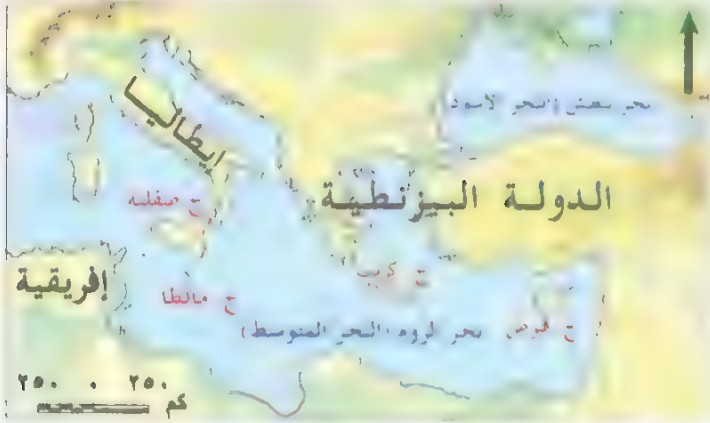 بحر بنطس (البحر الأسود)
إيطاليا
الدولة البيزنطية
ج صقلية
ج كريت
إفريقية
ج مالطا
ج قبرص
بحر الروم (البحر المتوسط)
٢٥٠ ٠ ٢٥٠
كم